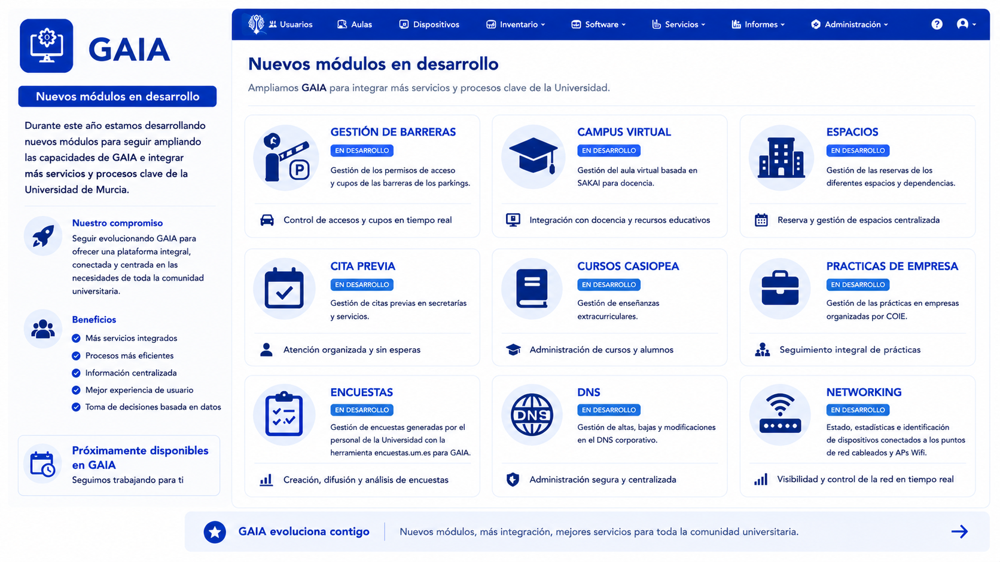 GAIA
Nuevos módulos en desarrollo
Durante este año estamos desarrollando
nuevos módulos para seguir ampliando
las capacidades de GAIA e integrar
más servicios y procesos clave de la
Universidad de Murcia.
Nuestro compromiso
Seguir evolucionando GAIA para
ofrecer una plataforma integral,
conectada y centrada en las
necesidades de toda la comunidad
universitaria.
Beneficios
Más servicios integrados
Procesos más eficientes
Información centralizada
Mejor experiencia de usuario
Toma de decisiones basada en datos
Próximamente disponibles
en GAIA
Seguimos trabajando para ti
Usuarios Aulas Dispositivos Inventario Software Servicios Informes Administración ?
Nuevos módulos en desarrollo
Ampliamos GAIA para integrar más servicios y procesos clave de la Universidad.
GESTIÓN DE BARRERAS
EN DESARROLLO
Gestión de los permisos de acceso
y cupos de las barreras de los parkings.
P
Control de accesos y cupos en tiempo real
CAMPUS VIRTUAL
EN DESARROLLO
Gestión del aula virtual basada en
SAKAI para docencia.
Integración con docencia y recursos educativos
ESPACIOS
EN DESARROLLO
Gestión de las reservas de los
diferentes espacios y dependencias.
Reserva y gestión de espacios centralizada
CITA PREVIA
EN DESARROLLO
Gestión de citas previas en secretarías
y servicios.
Atención organizada y sin esperas
CURSOS CASIOPEA
EN DESARROLLO
Gestión de enseñanzas
extracurriculares.
Administración de cursos y alumnos
PRACTICAS DE EMPRESA
EN DESARROLLO
Gestión de las prácticas en empresas
organizadas por COIE.
Seguimiento integral de prácticas
ENCUESTAS
EN DESARROLLO
Gestión de encuestas generadas por el
personal de la Universidad con la
herramienta encuestas.um.es para GAIA.
Creación, difusión y análisis de encuestas
DNS
DNS
EN DESARROLLO
Gestión de altas, bajas y modificaciones
en el DNS corporativo.
Administración segura y centralizada
NETWORKING
EN DESARROLLO
Estado, estadísticas e identificación
de dispositivos conectados a los puntos
de red cableados y APs Wifi.
Visibilidad y control de la red en tiempo real
GAIA evoluciona contigo
Nuevos módulos, más integración, mejores servicios para toda la comunidad universitaria.